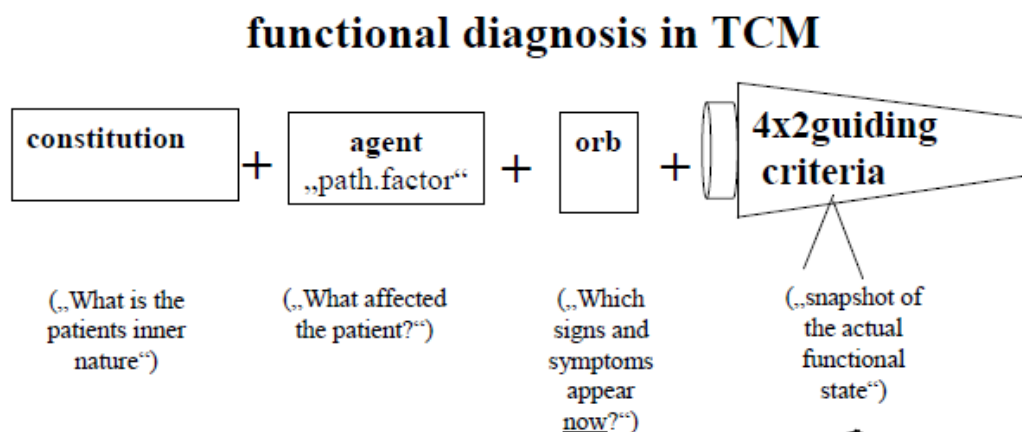 functional diagnosis in TCM
constitution
+
agent
„path.factor“
+
orb
+
4x2guiding
criteria
(„What is the
patients inner
nature“)
(„What affected
the patient?“)
(„Which
signs and
symptoms
appear
now?“)
(„snapshot of
the actual
functional
state“)